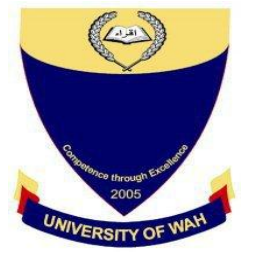 اقراء
Competence through Excellence
2005
UNIVERSITY OF WAH